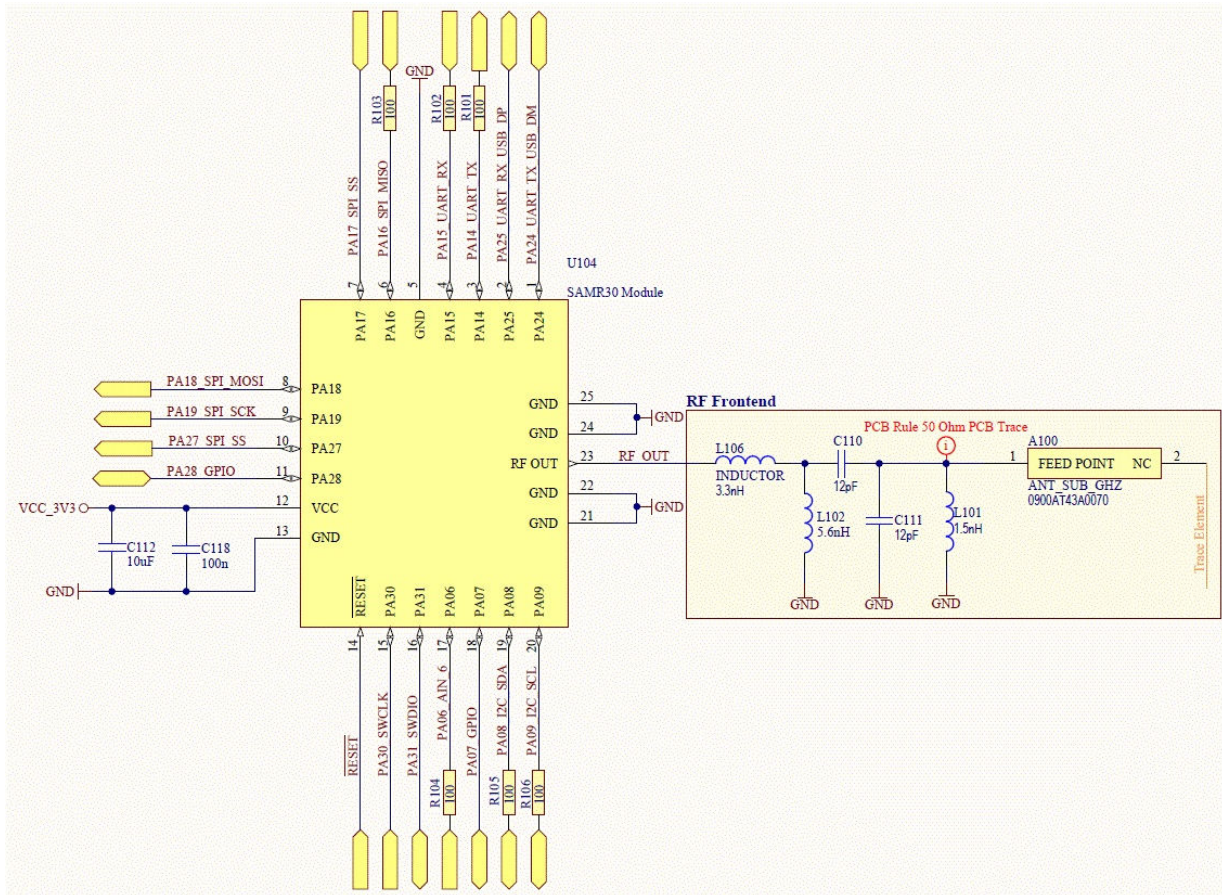 GND
R103
100
R102
100
R101
100
PA17_SPI_SS
PA16_SPI_MISO
PA15_UART_RX
PA14_UART_TX
PA25_UART_RX_USB_DP
PA24_UART_TX_USB_DM
U104
SAMR30 Module
7
6
5
4
3
2
1
PA17
PA16
GND
PA15
PA14
PA25
PA24
PA18_SPI_MOSI
8
PA18
PA19_SPI_SCK
9
PA19
PA27_SPI_SS
10
PA27
PA28_GPIO
11
PA28
VCC_3V3
12
VCC
13
GND
C112
10uF
C118
100n
GND
GND
25
GND
24
GND
RF OUT
23
RF_OUT
GND
22
GND
21
GND
RF Frontend
PCB Rule 50 Ohm PCB Trace
i
L106
INDUCTOR
3.3nH
C110
12pF
L102
5.6nH
C111
12pF
L101
1.5nH
A100
1
FEED POINT
NC
2
ANT_SUB_GHZ
0900AT43A0070
Trace Element
GND
GND
GND
RESET
PA30
PA31
PA06
PA07
PA08
PA09
14
15
16
17
18
19
20
RESET
PA30_SWCLK
PA31_SWDIO
PA06_AIN_6
PA07_GPIO
PA08_I2C_SDA
PA09_I2C_SCL
R104
100
R105
100
R106
100